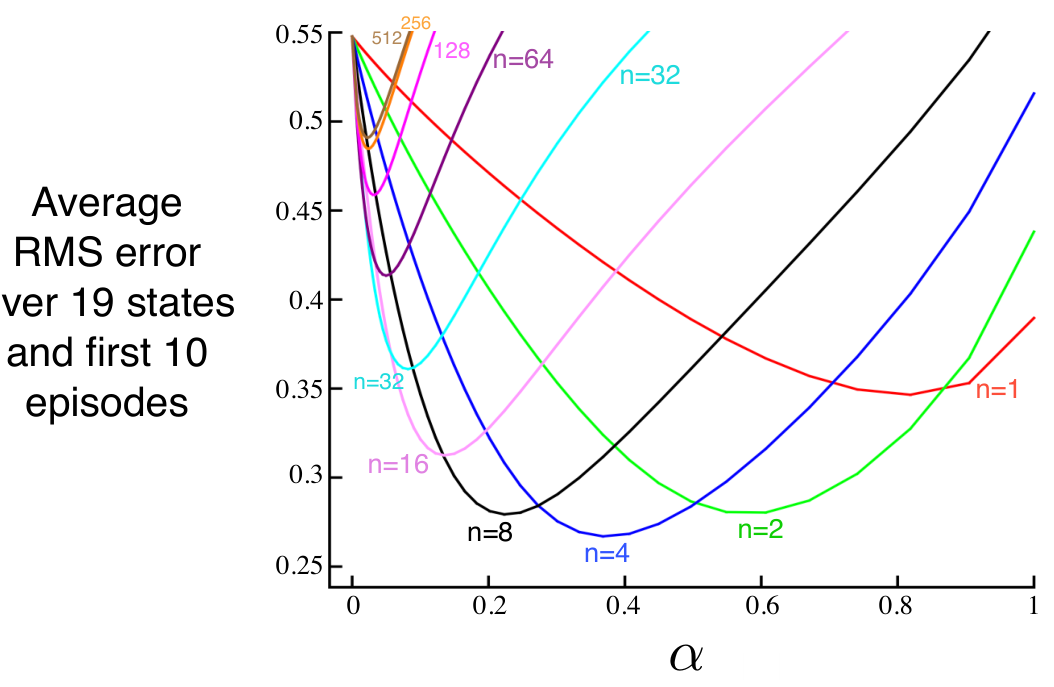 Average
RMS error
ver 19 states
and first 10
episodes
0.55
0.5
0.45
0.4
0.35
0.3
0.25
0
0.2
0.4
0.6
0.8
1
α
256
512
128
n=64
n=32
n=32
n=16
n=8
n=4
n=2
n=1